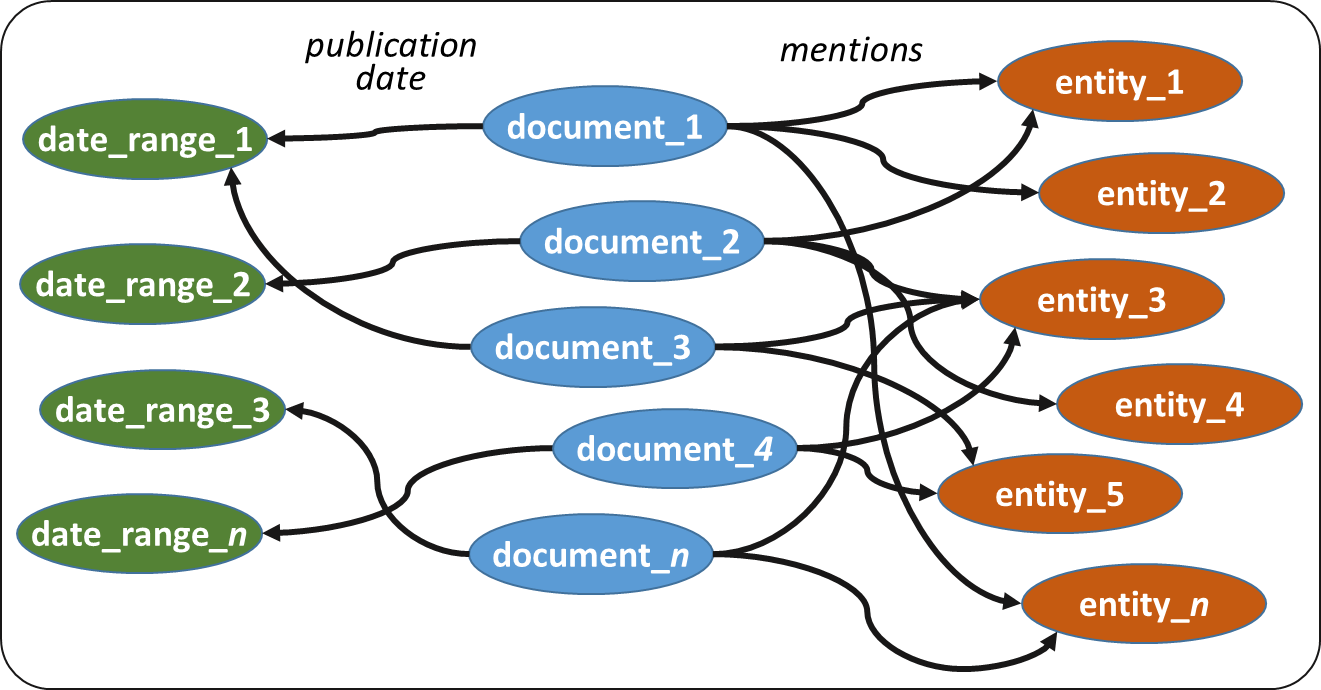 publication
date
mentions
date_range_1
date_range_2
date_range_3
date_range_n
document_1
document_2
document_3
document_4
document_n
entity_1
entity_2
entity_3
entity_4
entity_5
entity_n